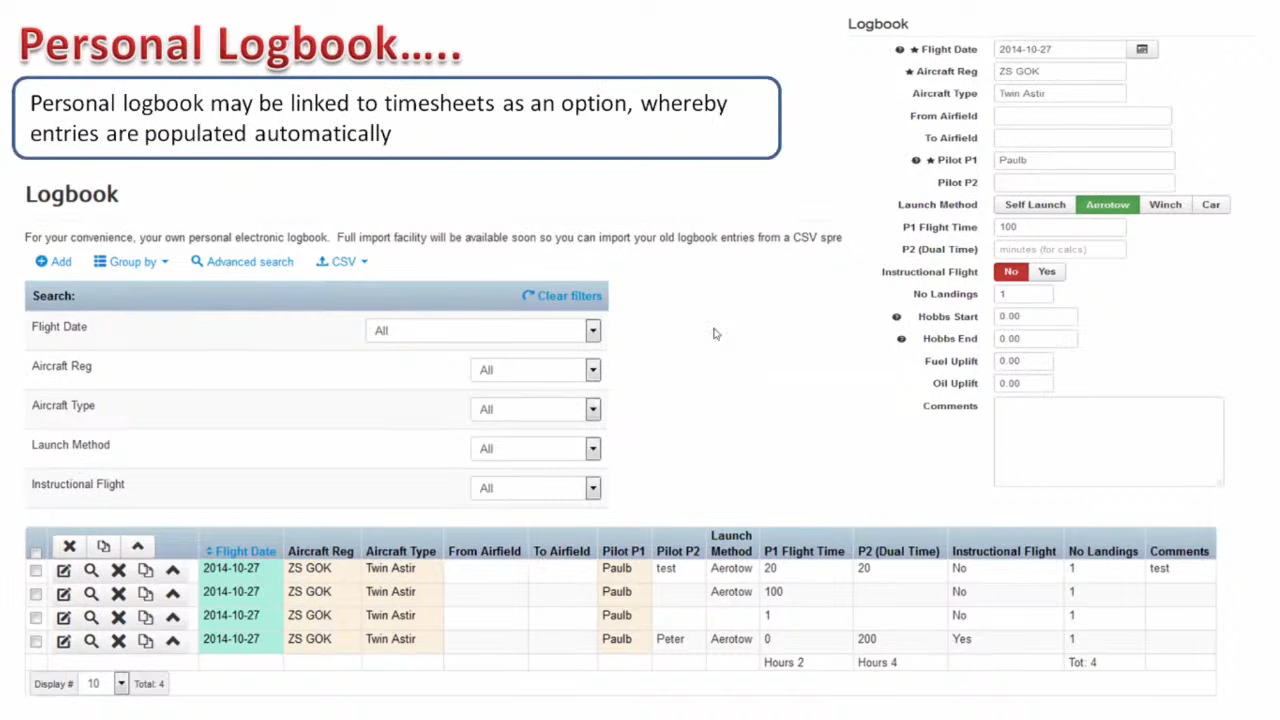 Personal Logbook.....
Personal logbook may be linked to timesheets as an option, whereby
entries are populated automatically
Logbook
For your convenience, your own personal electronic logbook. Full import facility will be available soon so you can import your old logbook entries from a CSV spre
Add Group by Advanced search CSV
Search: Clear filters
Flight Date All
Aircraft Reg All
Aircraft Type All
Launch Method All
Instructional Flight All
Logbook
Flight Date 2014-10-27
Aircraft Reg ZS GOK
Aircraft Type Twin Astir
From Airfield
To Airfield
Pilot P1 Paulb
Pilot P2
Launch Method Self Launch Aerotow Winch Car
P1 Flight Time 100
P2 (Dual Time) minutes (for calcs)
Instructional Flight No Yes
No Landings 1
Hobbs Start 0.00
Hobbs End 0.00
Fuel Uplift 0.00
Oil Uplift 0.00
Comments
Flight Date Aircraft Reg Aircraft Type From Airfield To Airfield Pilot P1 Pilot P2 Launch Method P1 Flight Time P2 (Dual Time) Instructional Flight No Landings Comments
2014-10-27 ZS GOK Twin Astir Paulb test Aerotow 20 20 No 1 test
2014-10-27 ZS GOK Twin Astir Paulb Aerotow 100 No 1
2014-10-27 ZS GOK Twin Astir Paulb 1 No 1
2014-10-27 ZS GOK Twin Astir Paulb Peter Aerotow 0 200 Yes 1
Hours 2 Hours 4 Tot: 4
Display # 10 Total: 4